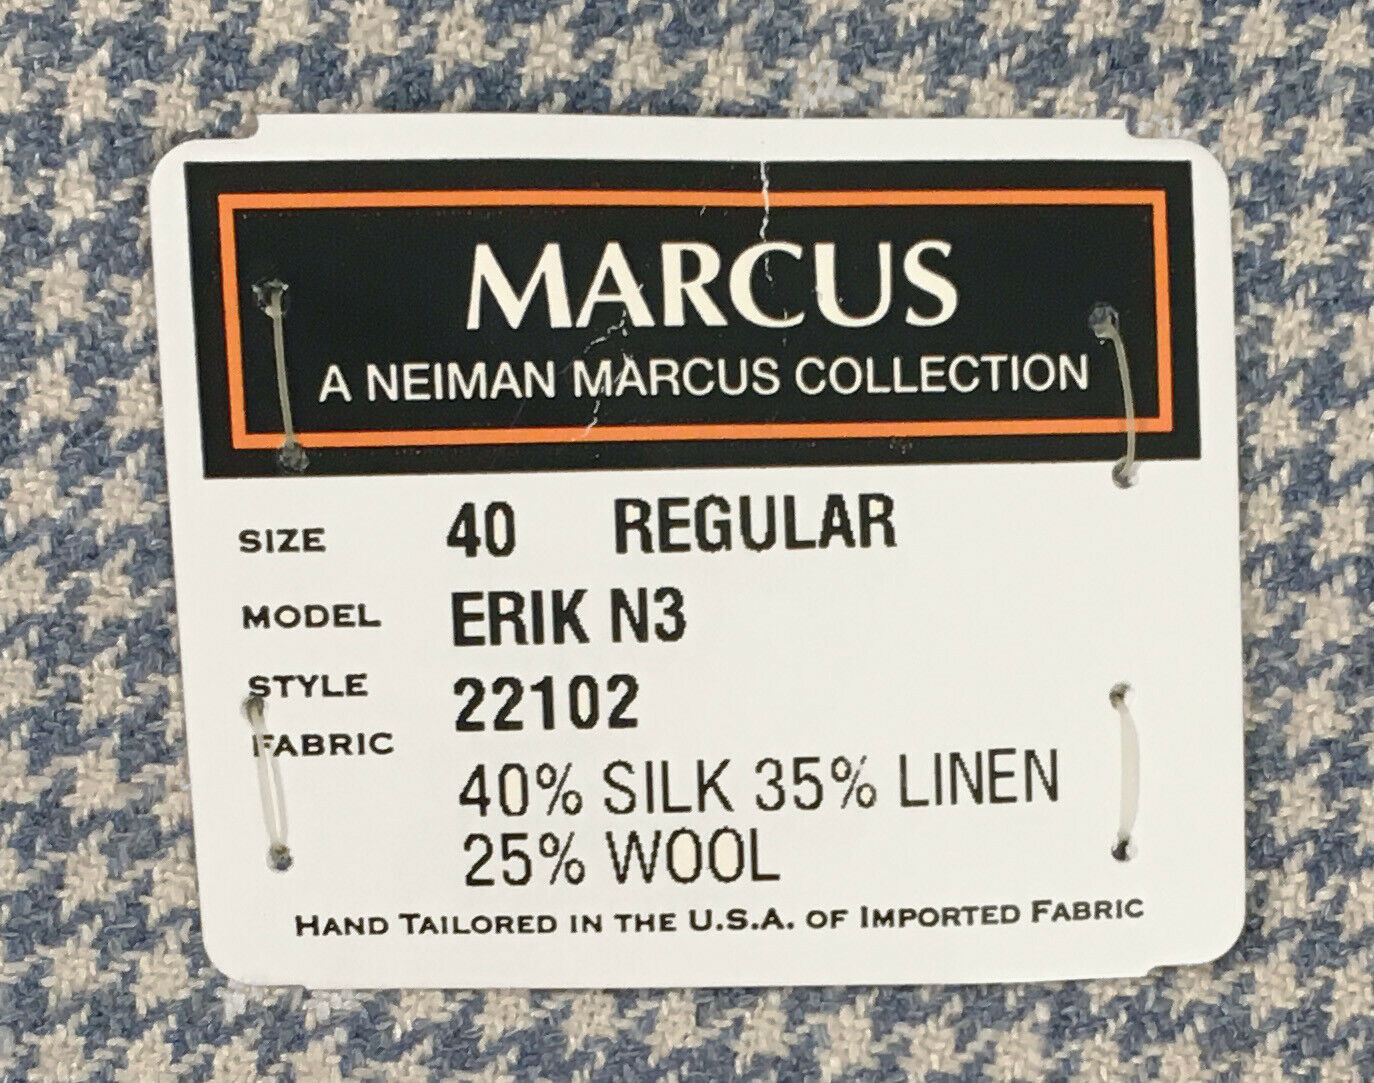 MARCUS
A NEIMAN MARCUS COLLECTION
SIZE 40 REGULAR
MODEL ERIK N3
STYLE 22102
FABRIC 40% SILK 35% LINEN
25% WOOL
HAND TAILORED IN THE U.S.A. OF IMPORTED FABRIC